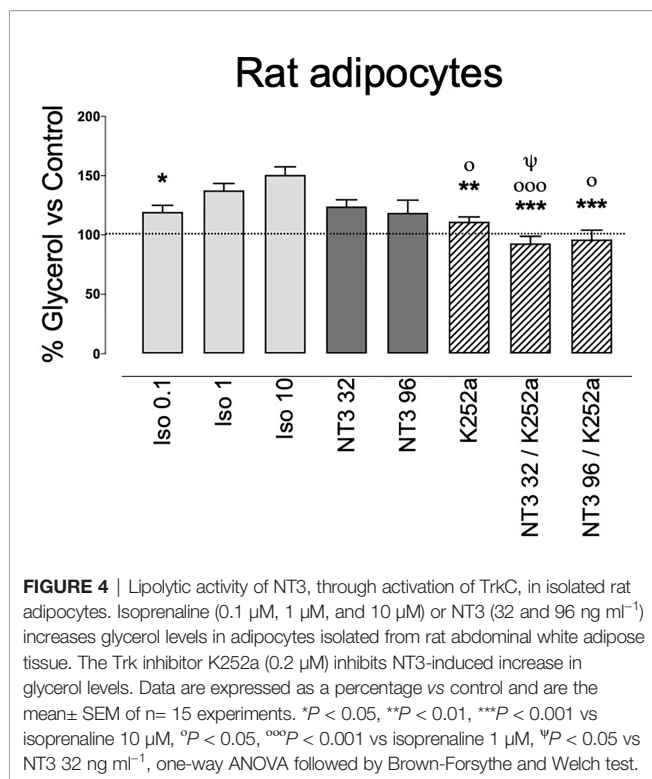 Rat adipocytes
% Glycerol vs Control
200
150
100
50
0
*
o
**
ψ
ooo
***
o
***
Iso 0.1
Iso 1
Iso 10
NT3 32
NT3 96
K252a
NT3 32 / K252a
NT3 96 / K252a
FIGURE 4 | Lipolytic activity of NT3, through activation of TrkC, in isolated rat
adipocytes. Isoprenaline (0.1 µM, 1 µM, and 10 µM) or NT3 (32 and 96 ng ml⁻¹)
increases glycerol levels in adipocytes isolated from rat abdominal white adipose
tissue. The Trk inhibitor K252a (0.2 µM) inhibits NT3-induced increase in
glycerol levels. Data are expressed as a percentage vs control and are the
mean± SEM of n= 15 experiments. *P < 0.05, **P < 0.01, ***P < 0.001 vs
isoprenaline 10 µM, ᵒP < 0.05, ᵒᵒᵒP < 0.001 vs isoprenaline 1 µM, ᴪP < 0.05 vs
NT3 32 ng ml⁻¹, one-way ANOVA followed by Brown-Forsythe and Welch test.